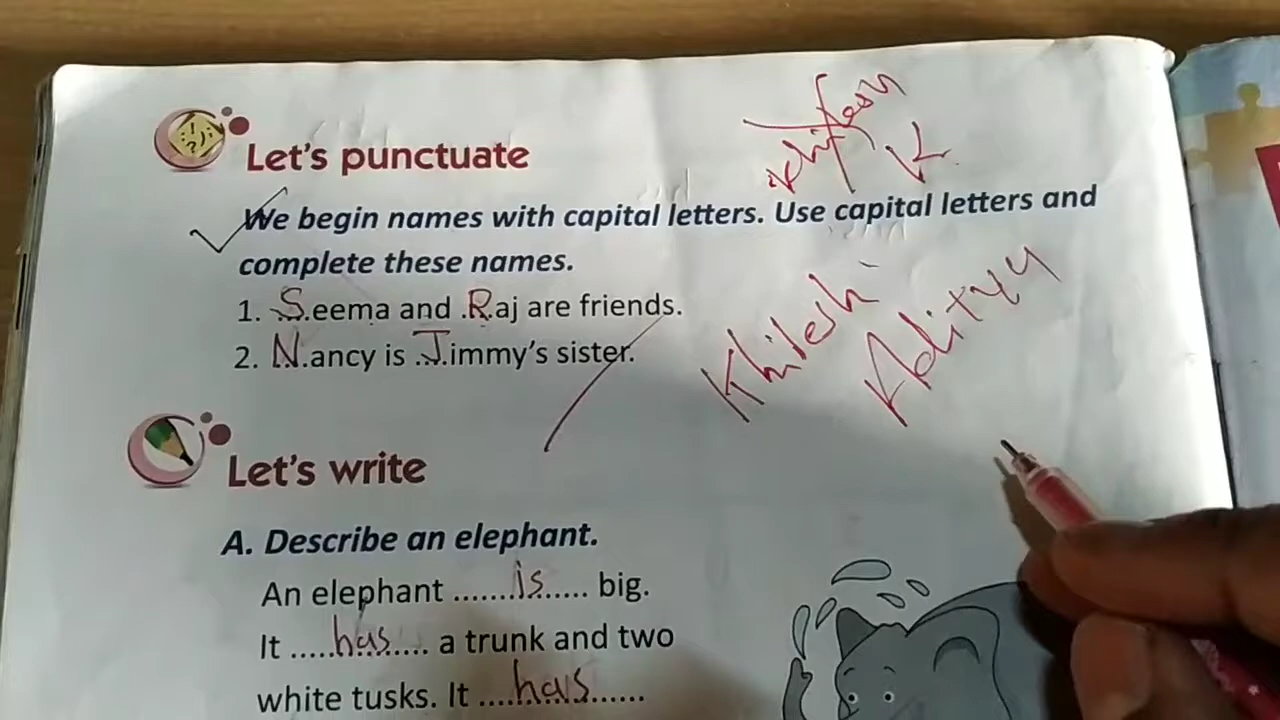 Let's punctuate
We begin names with capital letters. Use capital letters and
complete these names.
1. S.eema and .R.aj are friends.
2. N.ancy is .J.immy's sister.
K
Khilesh
Let's write
A. Describe an elephant.
An elephant .......is...... big.
It .....has..... a trunk and two
white tusks. It ....has......